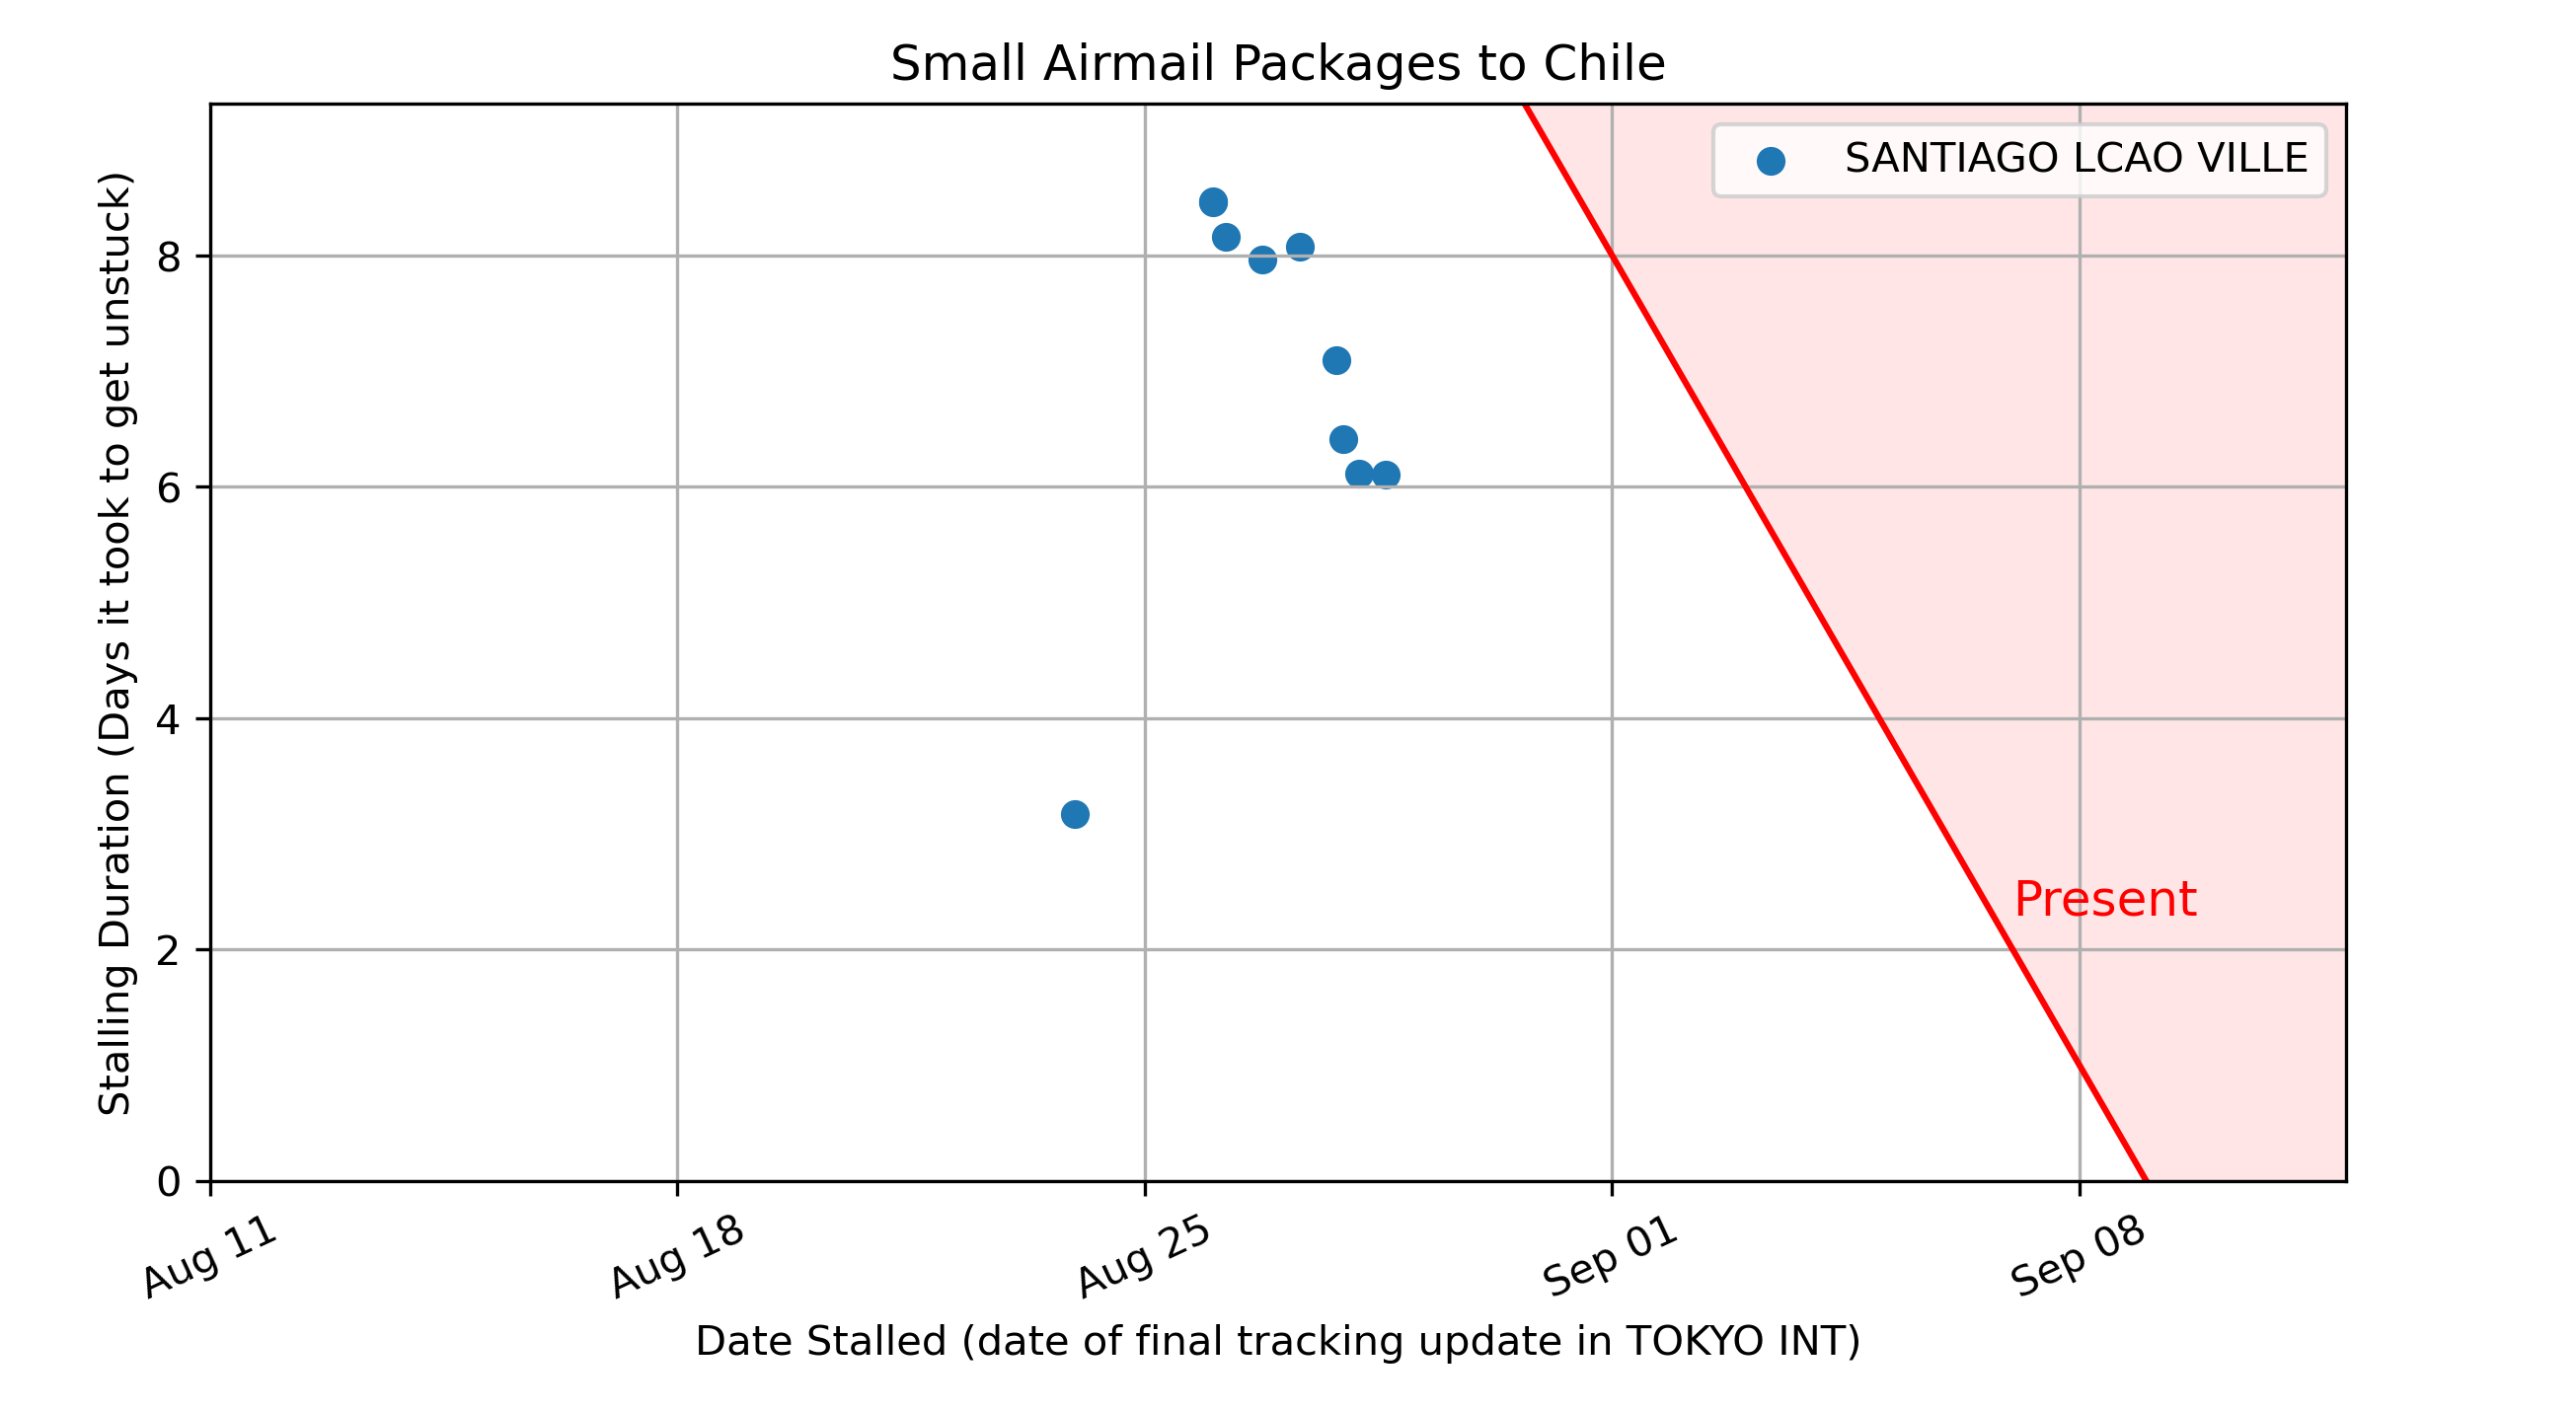 Small Airmail Packages to Chile
SANTIAGO LCAO VILLE
Stalling Duration (Days it took to get unstuck)
8
6
4
2
0
Present
Aug 11
Aug 18
Aug 25
Sep 01
Sep 08
Date Stalled (date of final tracking update in TOKYO INT)